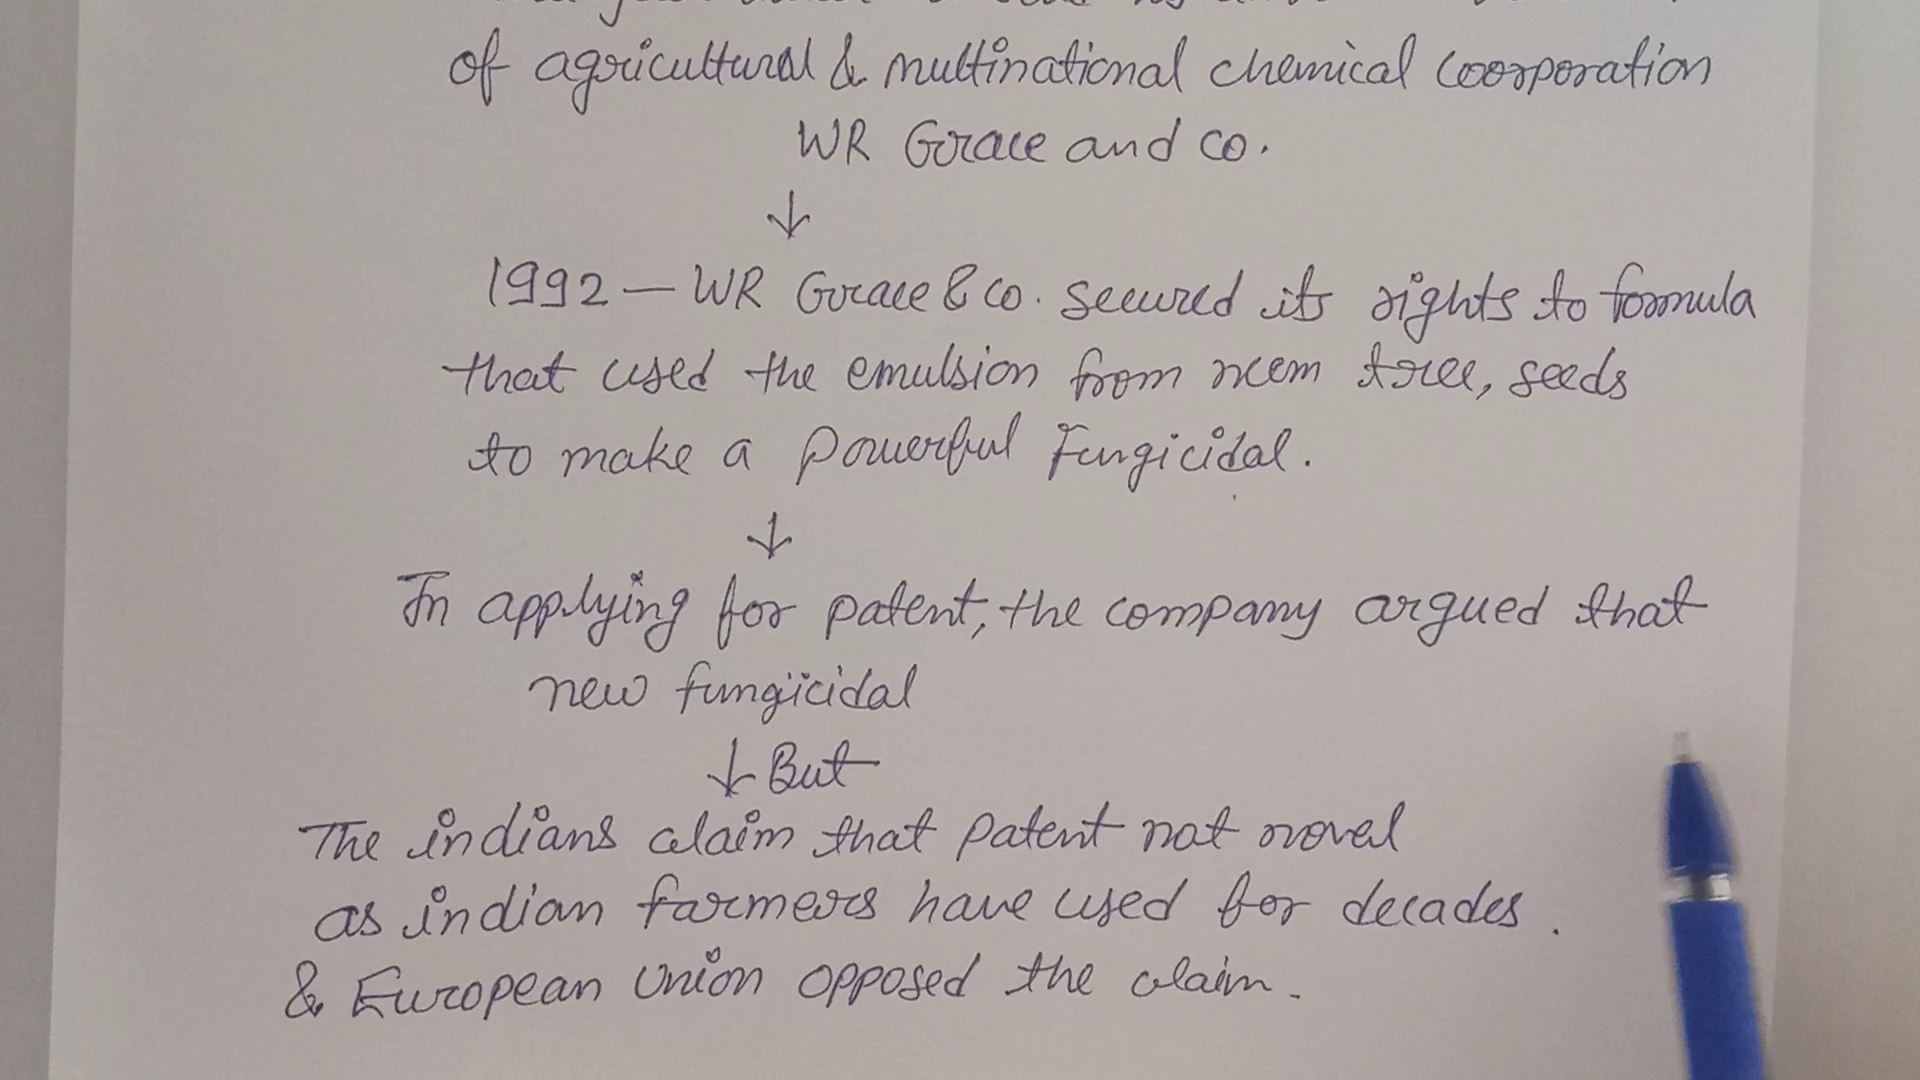 of agricultural & multinational chemical coorporation
WR Grace and co.
↓
1992 — WR Grace & co. secured its rights to formula
that used the emulsion from neem tree, seeds
to make a powerful Fungicidal.
↓
In applying for patent, the company argued that
new fungicidal
↓ But
The indians claim that patent not novel
as indian farmers have used for decades.
& European Union opposed the claim.